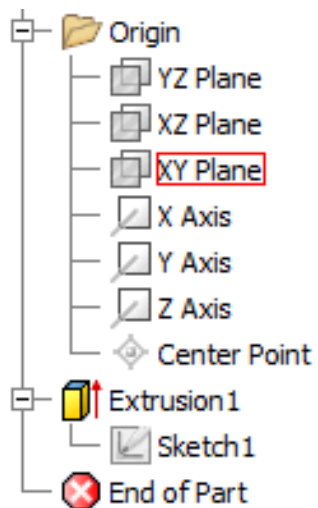 Origin
YZ Plane
XZ Plane
XY Plane
X Axis
Y Axis
Z Axis
Center Point
Extrusion1
Sketch1
End of Part